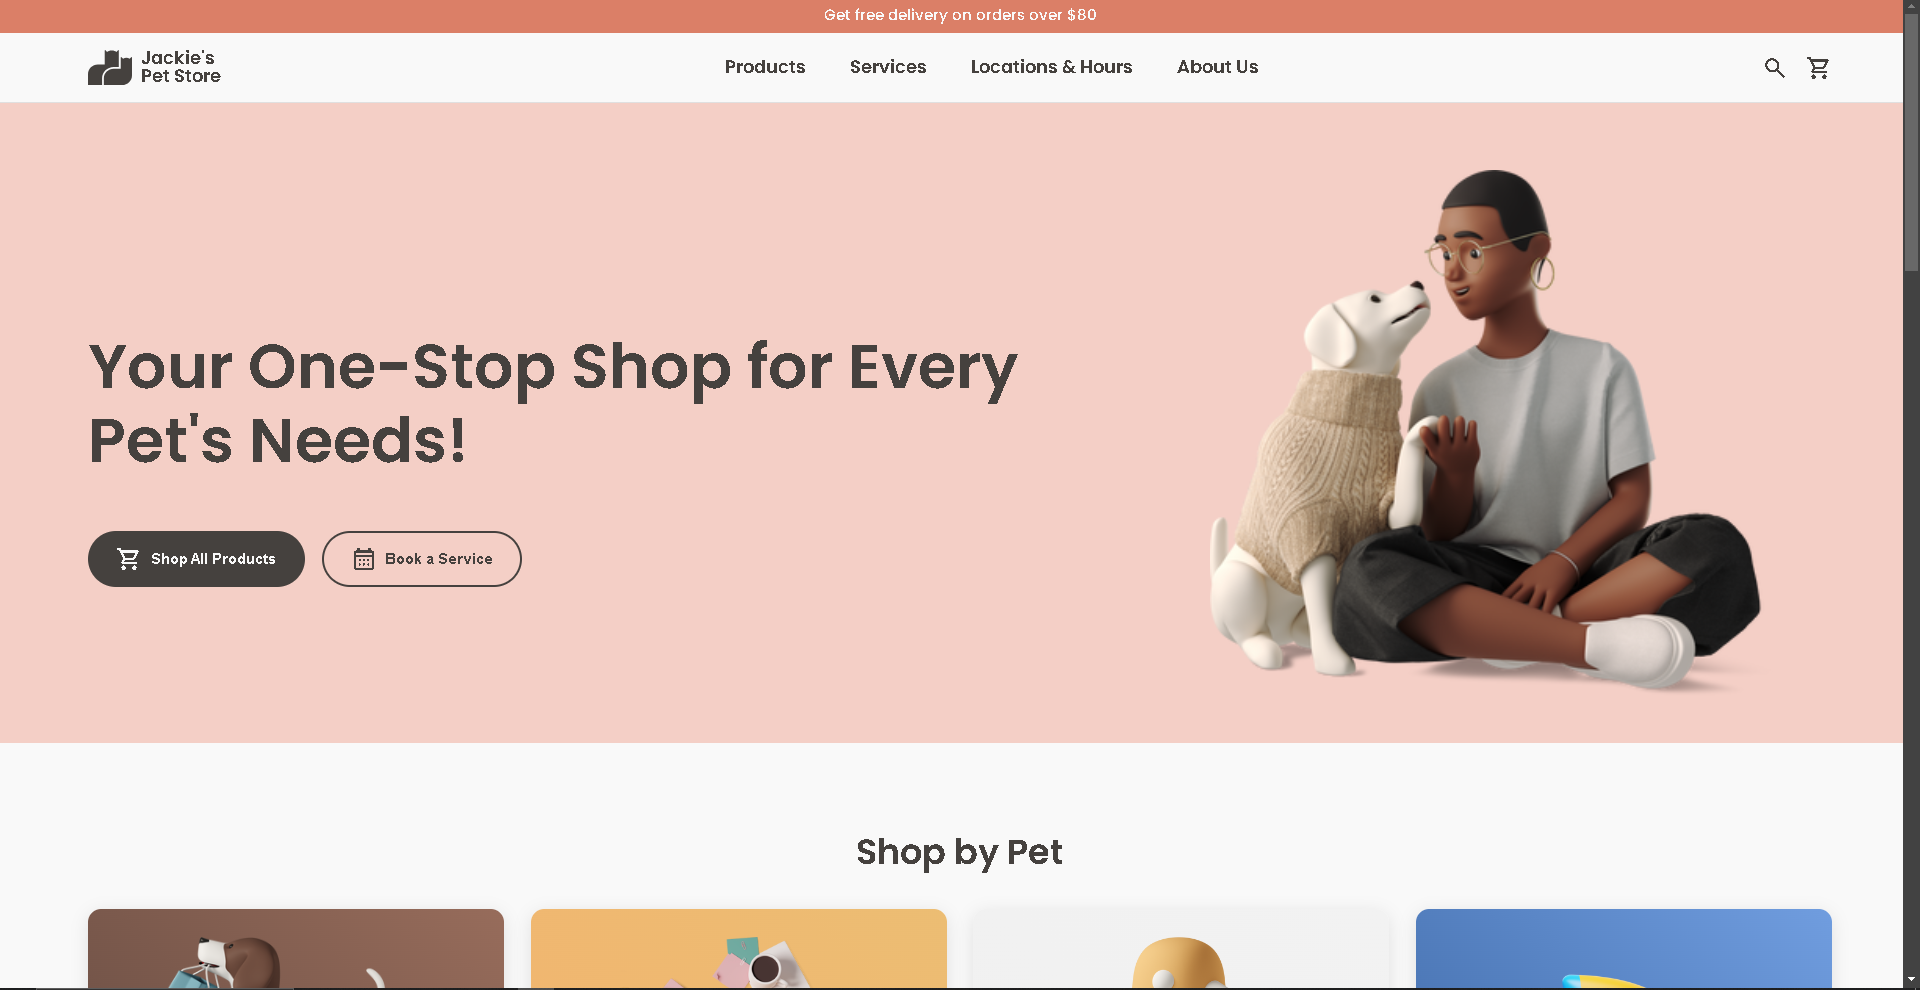 Get free delivery on orders over $80
Jackie's
Pet Store
Products
Services
Locations & Hours
About Us
Your One-Stop Shop for Every
Pet's Needs!
Shop All Products
Book a Service
Shop by Pet